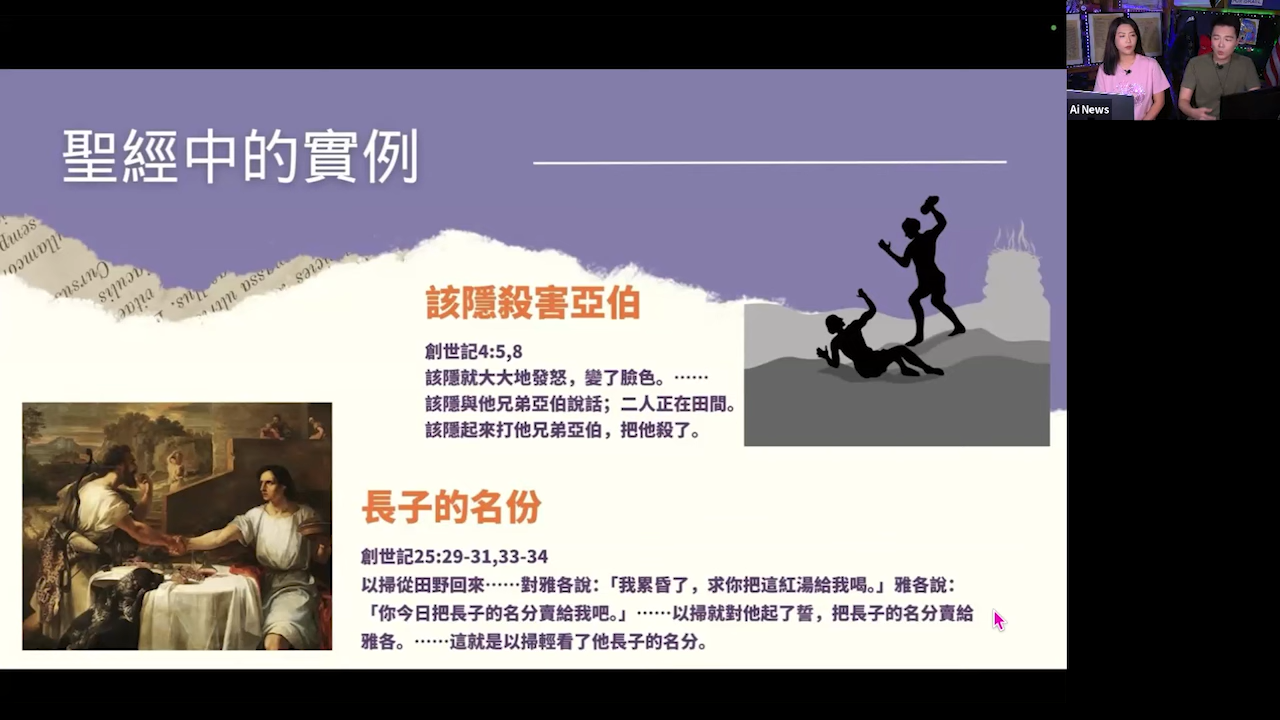 Ai News
聖經中的實例
該隱殺害亞伯
創世記4:5,8
該隱就大大地發怒，變了臉色。⋯⋯
該隱與他兄弟亞伯說話；二人正在田間。
該隱起來打他兄弟亞伯，把他殺了。
長子的名份
創世記25:29-31,33-34
以掃從田野回來⋯⋯對雅各說：「我累昏了，求你把這紅湯給我喝。」雅各說：
「你今日把長子的名分賣給我吧。」⋯⋯以掃就對他起了誓，把長子的名分賣給
雅各。⋯⋯這就是以掃輕看了他長子的名分。